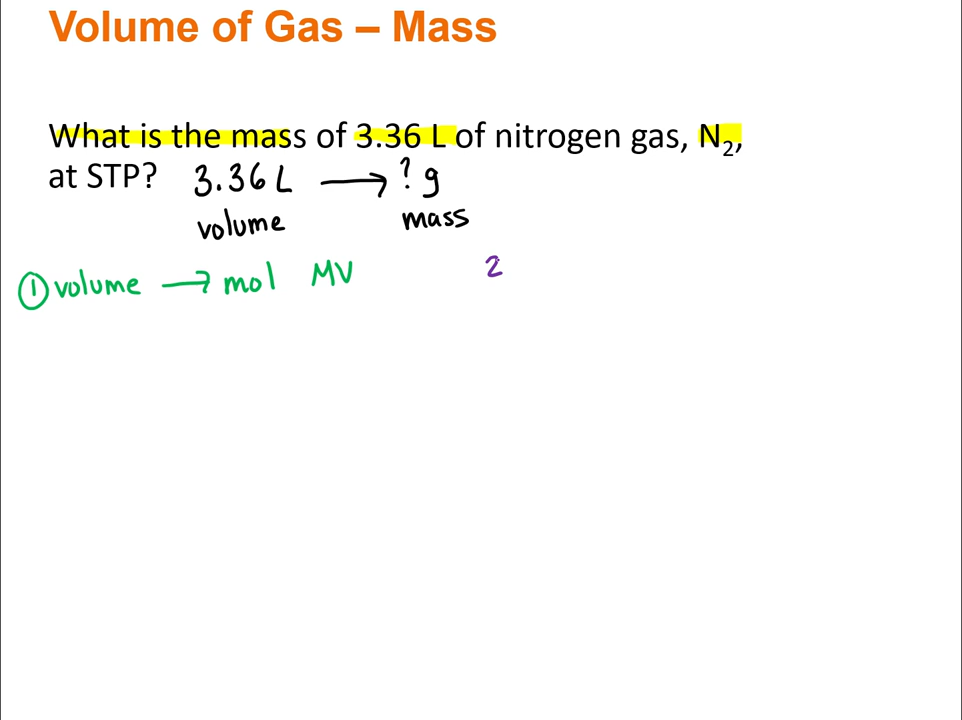 Volume of Gas – Mass
What is the mass of 3.36 L of nitrogen gas, N₂,
at STP? 3.36 L ⟶ ? g
volume mass
① volume ⟶ mol MV 2